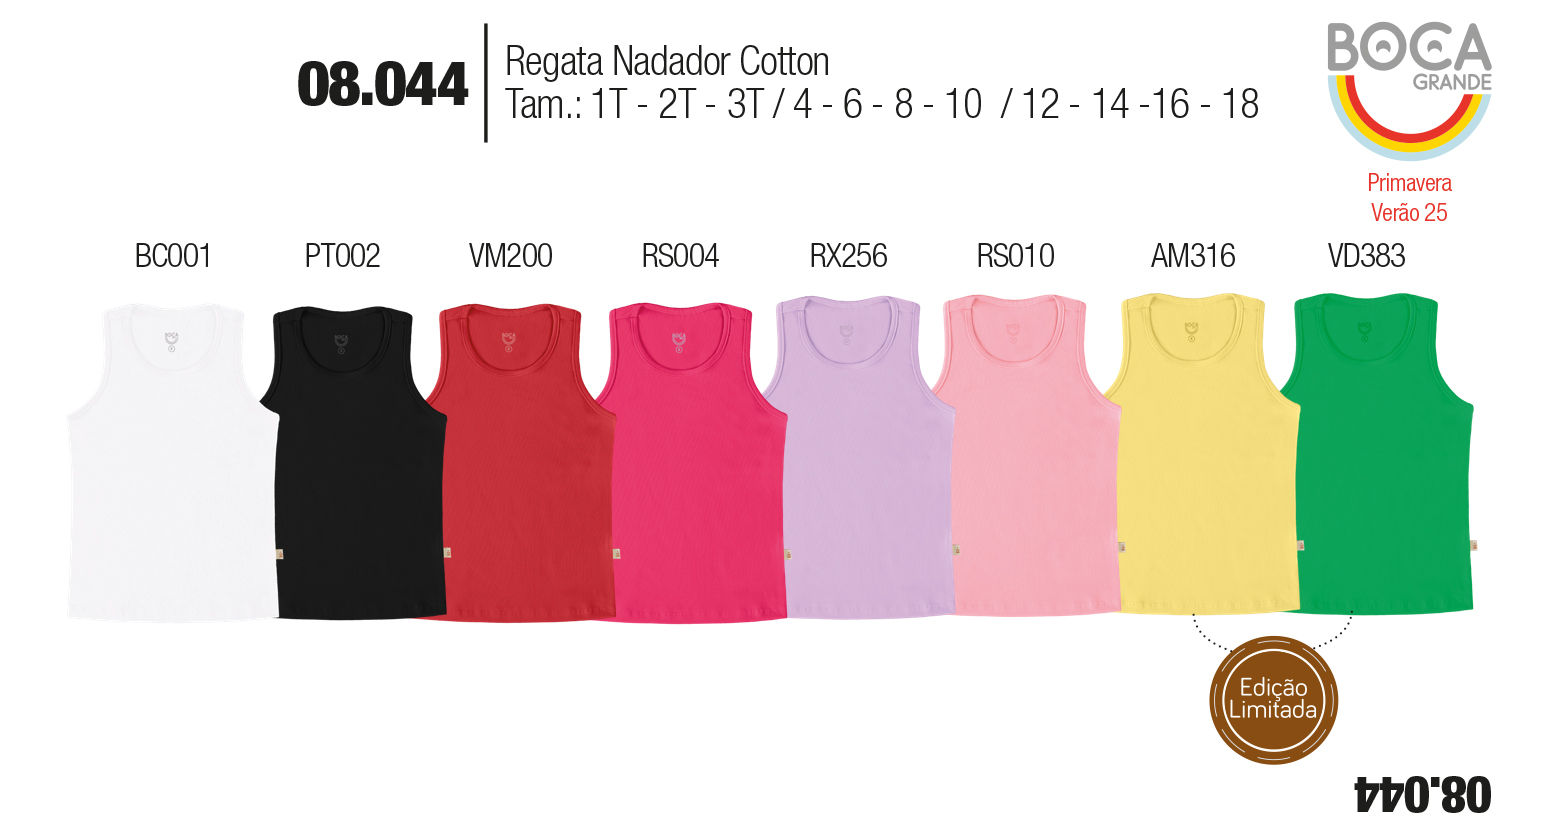 08.044
Regata Nadador Cotton
Tam.: 1T - 2T - 3T / 4 - 6 - 8 - 10 / 12 - 14 -16 - 18
BOCA
GRANDE
Primavera
Verão 25
BC001
PT002
VM200
RS004
RX256
RS010
AM316
VD383
BOCA
Edição
Limitada
08.044